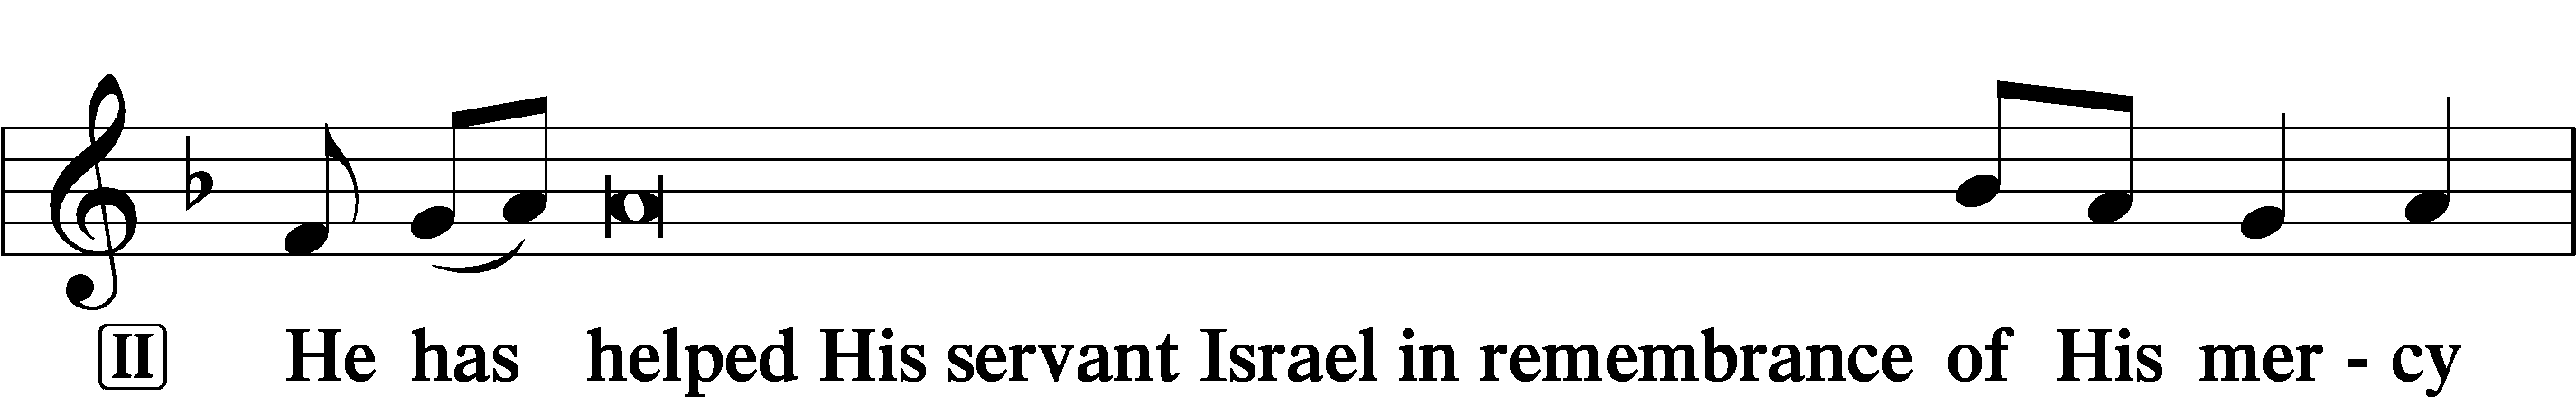 II He has helped His servant Israel in remembrance of His mer - cy